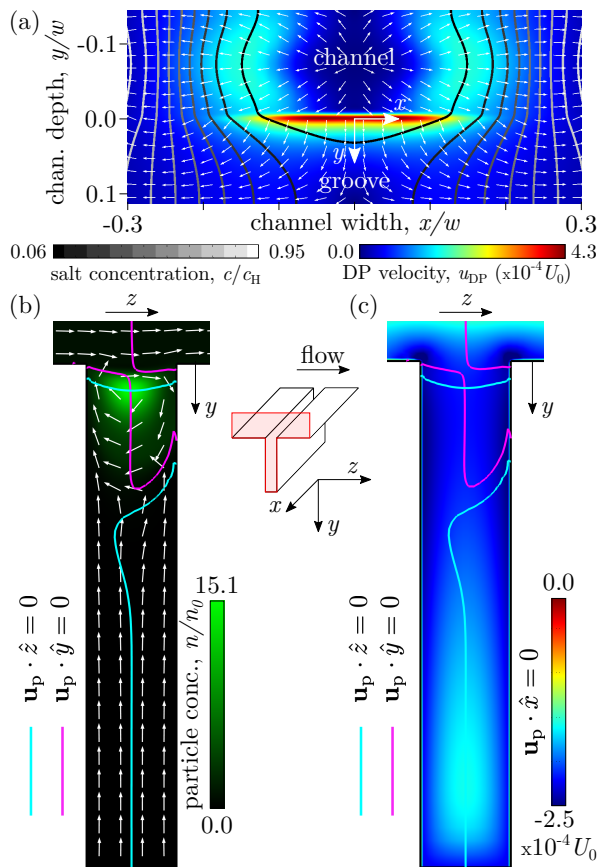 (a)
chan. depth, y/w
-0.1
0.0
0.1
channel
x
y
groove
-0.3
channel width, x/w
0.3
0.06
0.95
salt concentration, c/c_H
0.0
4.3
DP velocity, u_DP (x10^-4 U_0)
(b)
z
y
flow
z
x
y
u_p · ẑ = 0
u_p · ŷ = 0
15.1
particle conc., n/n_0
0.0
(c)
z
y
u_p · ẑ = 0
u_p · ŷ = 0
0.0
u_p · x̂ = 0
-2.5
x10^-4 U_0